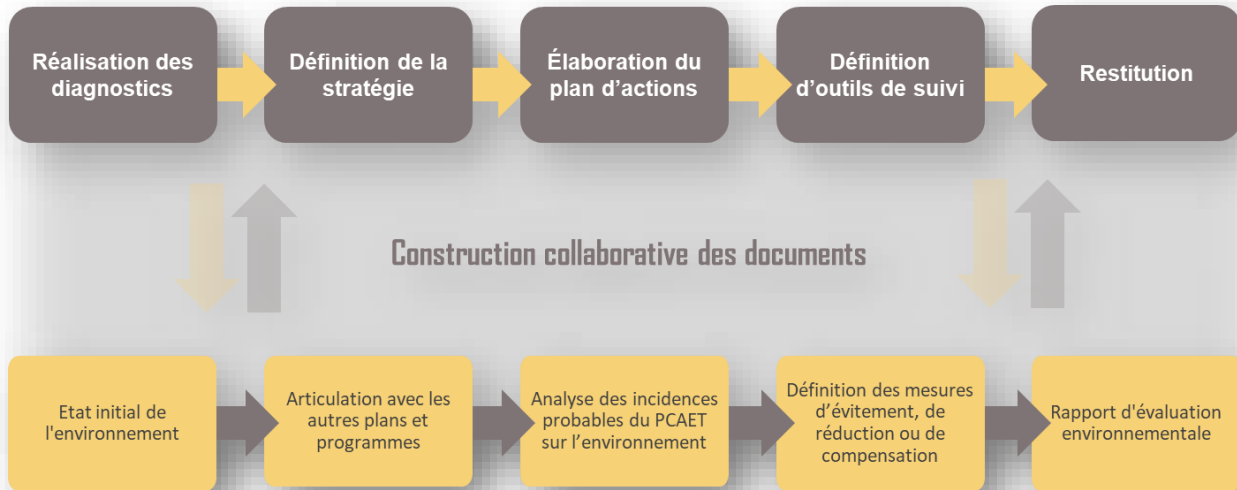 Réalisation des
diagnostics
Définition de la
stratégie
Élaboration du
plan d’actions
Définition
d’outils de suivi
Restitution
Construction collaborative des documents
Etat initial de
l'environnement
Articulation avec les
autres plans et
programmes
Analyse des incidences
probables du PCAET
sur l’environnement
Définition des mesures
d’évitement, de
réduction ou de
compensation
Rapport d'évaluation
environnementale